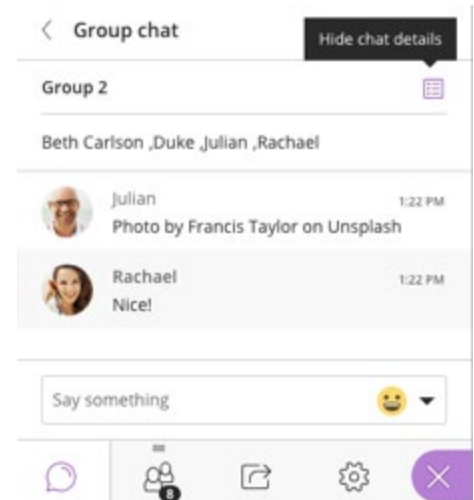 Group chat
Hide chat details
Group 2
Beth Carlson ,Duke ,Julian ,Rachael
Julian 1:22 PM
Photo by Francis Taylor on Unsplash
Rachael 1:22 PM
Nice!
Say something
8